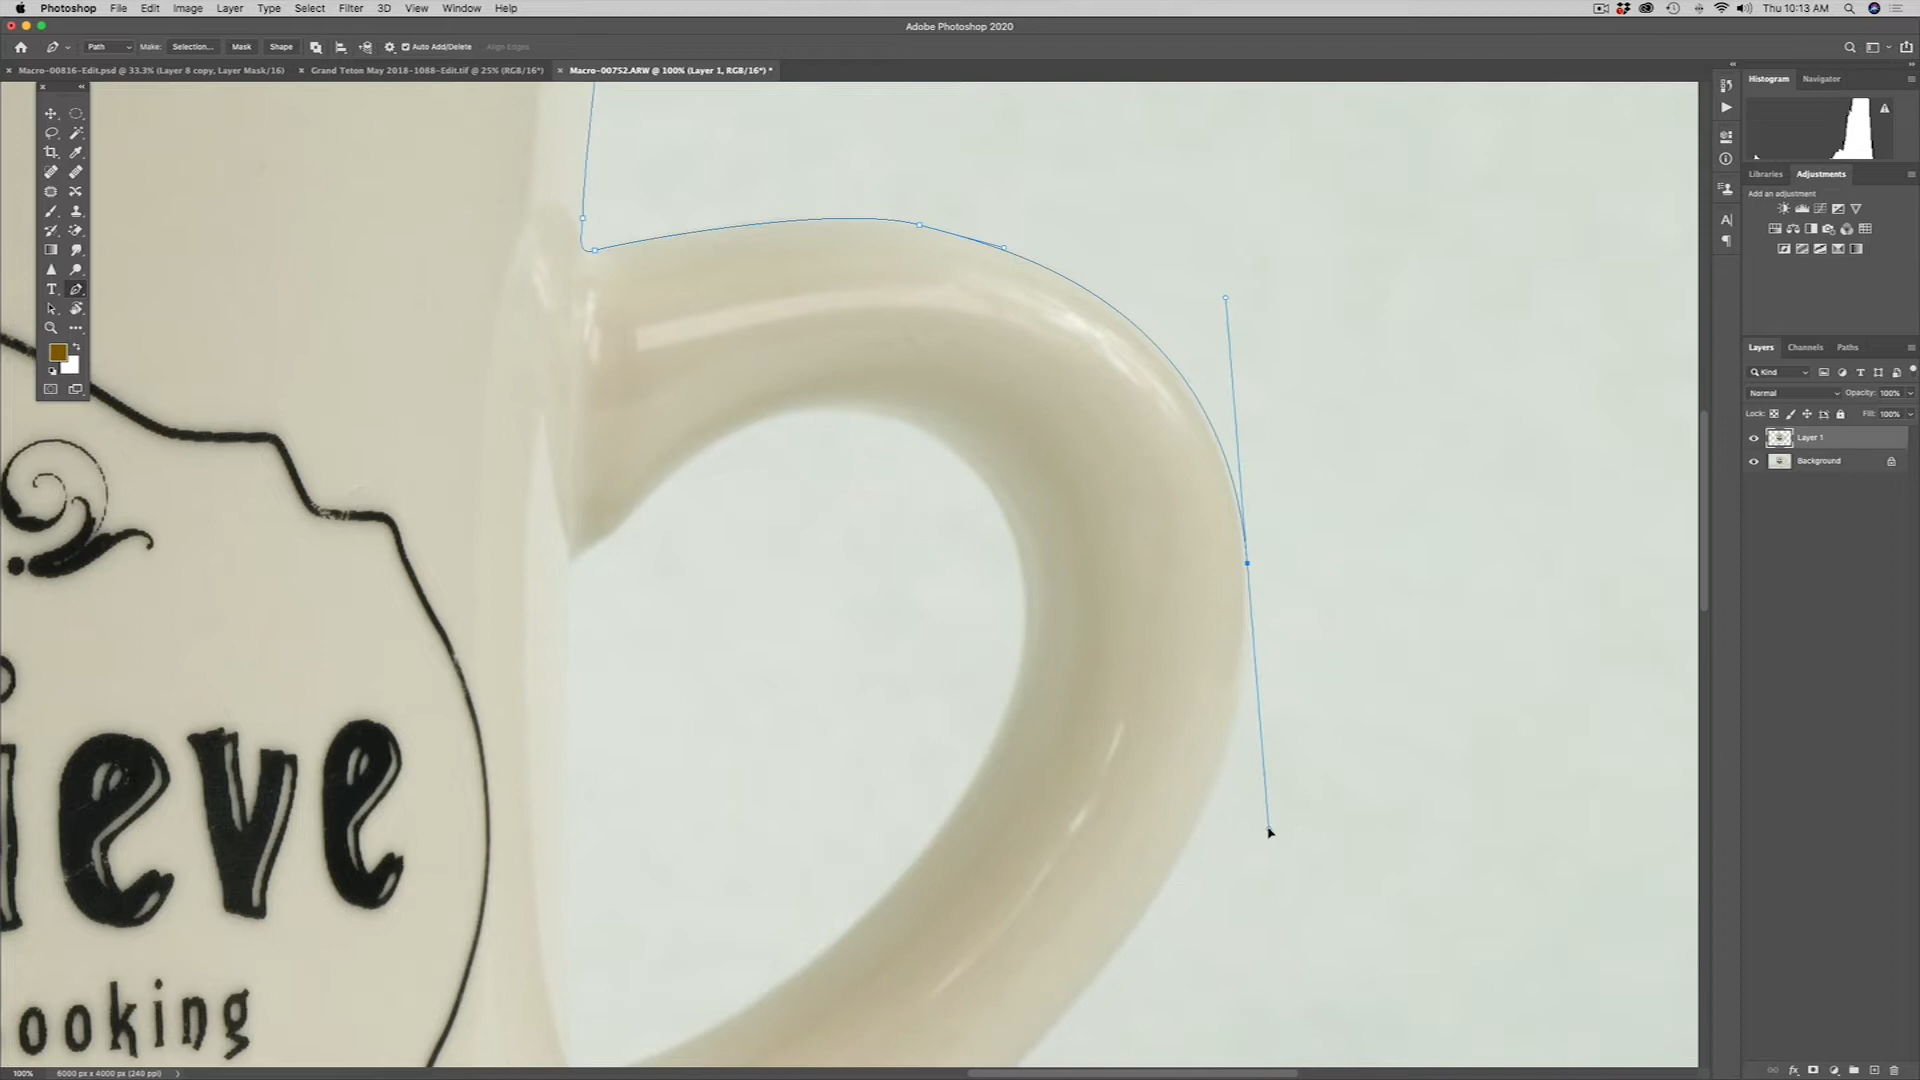 Photoshop File Edit Image Layer Type Select Filter 3D View Window Help Thu 10:13 AM
Adobe Photoshop 2020
Path Make: Selection... Mask Shape Auto Add/Delete Align Edges
Macro-00816-Edit.psd @ 33.3% (Layer 8 copy, Layer Mask/16) Grand Teton May 2018-1088-Edit.tif @ 25% (RGB/16*) Macro-00752.ARW @ 100% (Layer 1, RGB/16*) *
Histogram Navigator
Libraries Adjustments
Add an adjustment
Layers Channels Paths
Kind
Normal Opacity: 100%
Lock: Fill: 100%
Layer 1
Background
ieve
ooking
100% 6000 px x 4000 px (240 ppi)